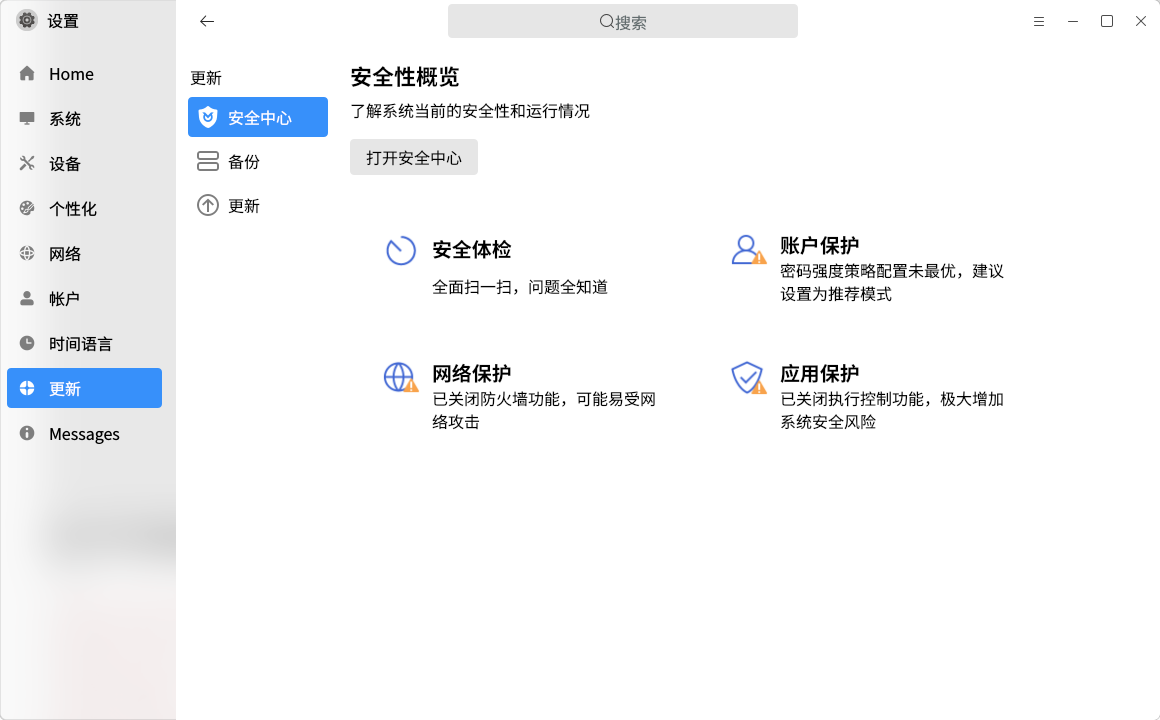 设置
搜索
Home
系统
设备
个性化
网络
帐户
时间语言
更新
Messages
更新
安全中心
备份
更新
安全性概览
了解系统当前的安全性和运行情况
打开安全中心
安全体检
全面扫一扫，问题全知道
账户保护
密码强度策略配置未最优，建议
设置为推荐模式
网络保护
已关闭防火墙功能，可能易受网
络攻击
应用保护
已关闭执行控制功能，极大增加
系统安全风险